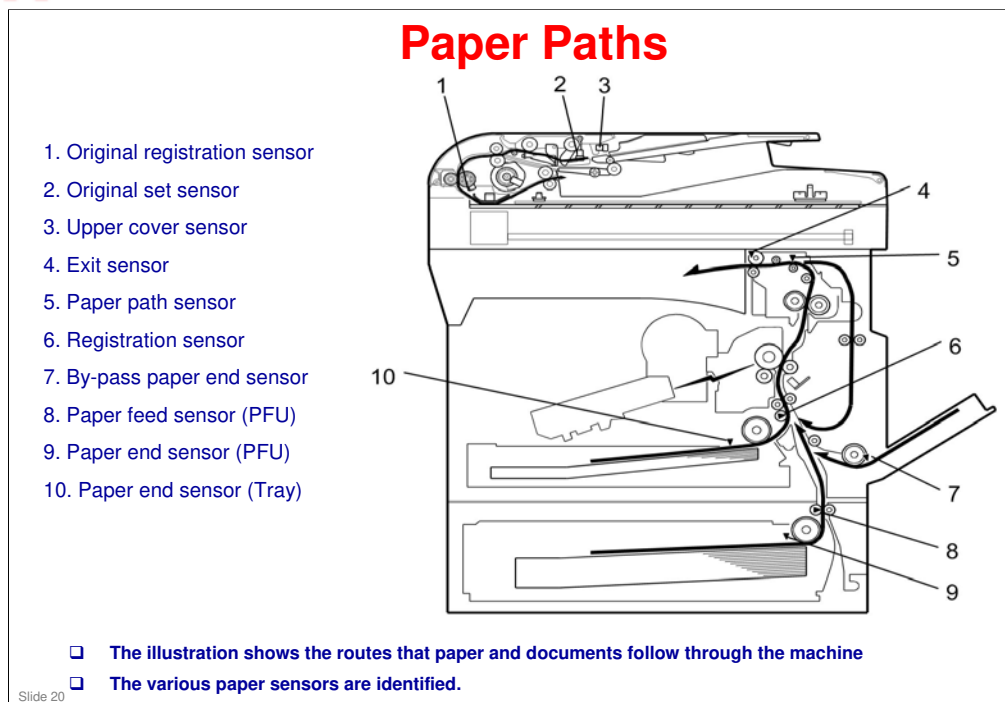 Paper Paths
1 2 3
1. Original registration sensor
2. Original set sensor
3. Upper cover sensor
4. Exit sensor
5. Paper path sensor
6. Registration sensor
7. By-pass paper end sensor
8. Paper feed sensor (PFU)
9. Paper end sensor (PFU)
10. Paper end sensor (Tray)
4
5
6
10
7
8
9
❑ The illustration shows the routes that paper and documents follow through the machine
❑ The various paper sensors are identified.
Slide 20